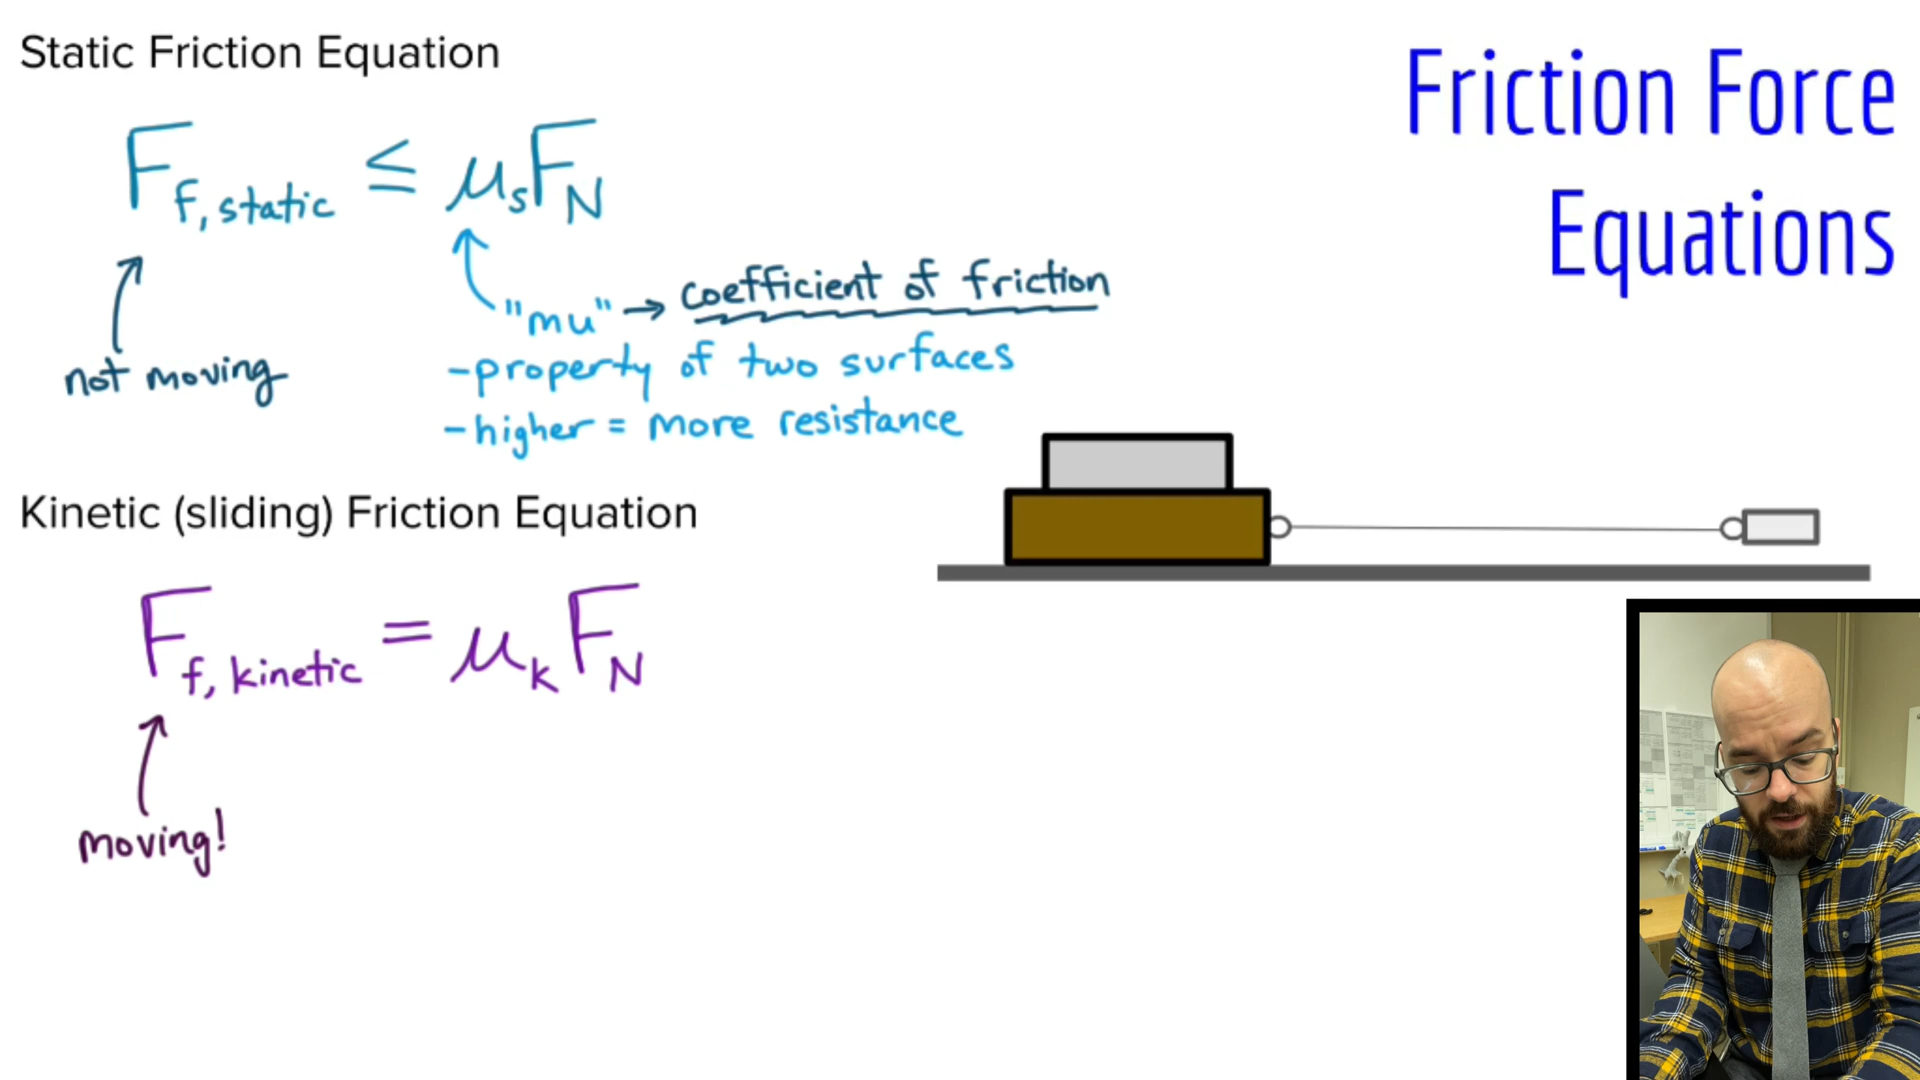 Static Friction Equation
Friction Force
Equations
F_f, static ≤ μ_s F_N
not moving
"mu" → coefficient of friction
-property of two surfaces
-higher = more resistance
Kinetic (sliding) Friction Equation
F_f, kinetic = μ_k F_N
moving!